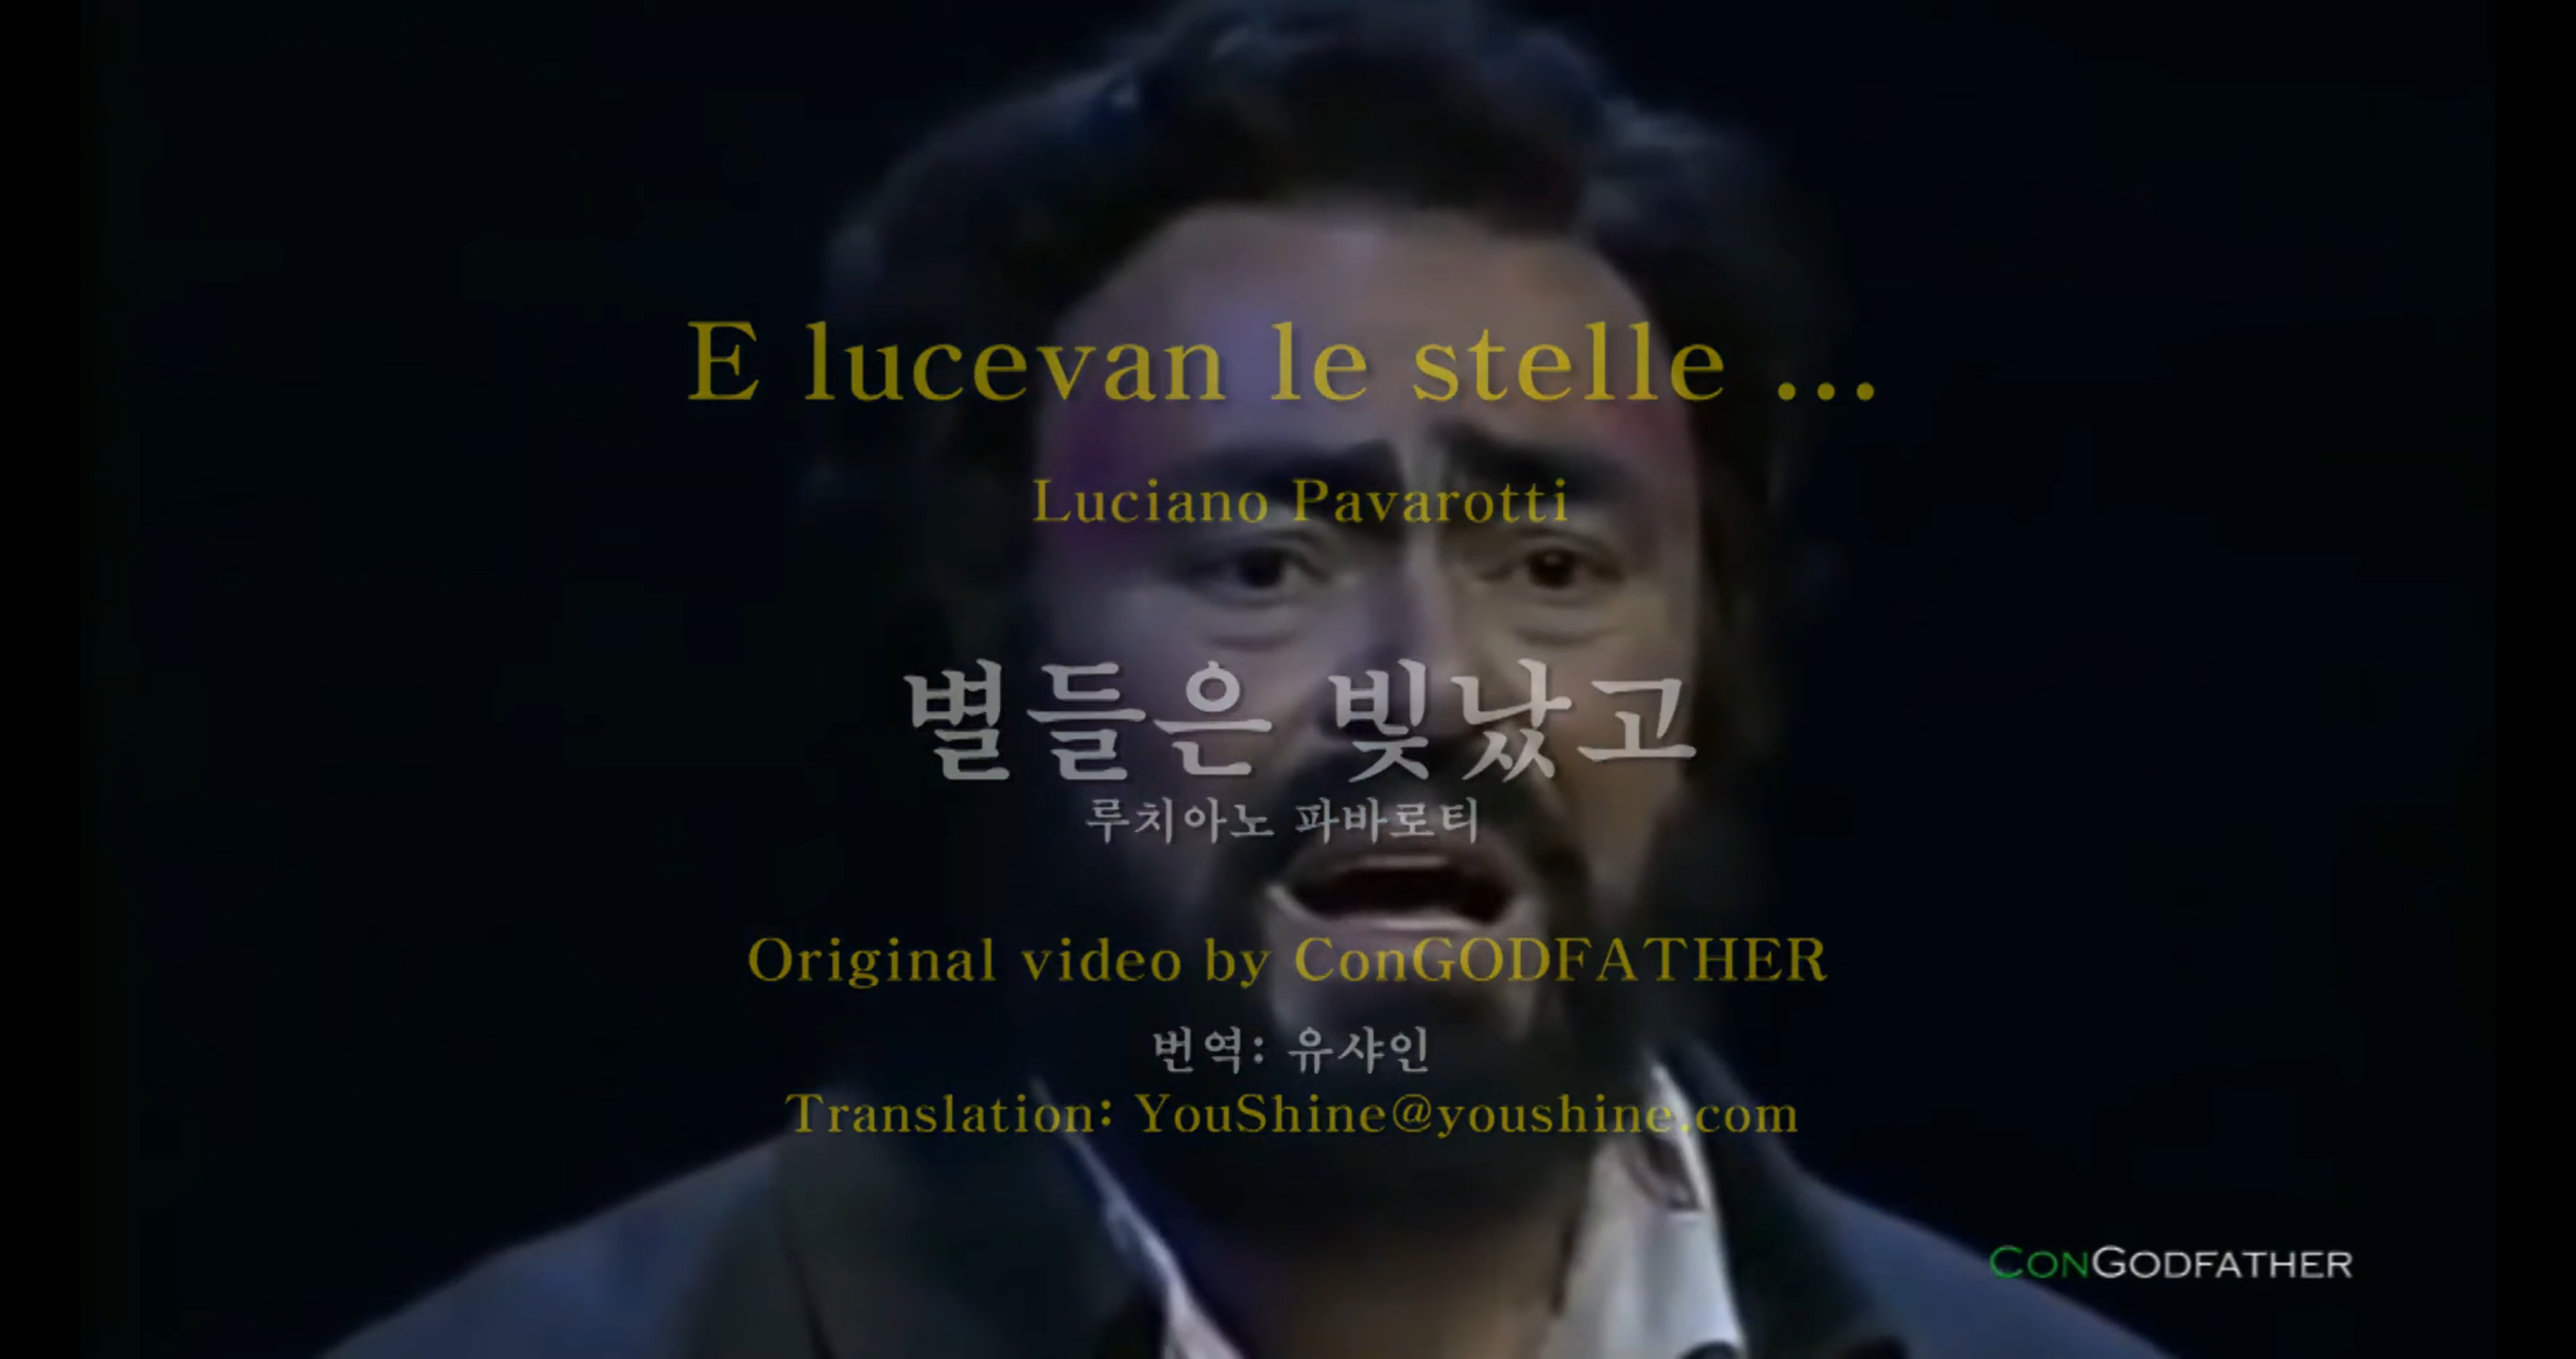 E lucevan le stelle ...
Luciano Pavarotti
별들은 빛났고
루치아노 파바로티
Original video by ConGODFATHER
번역: 유샤인
Translation: YouShine@youshine.com
CONGODFATHER